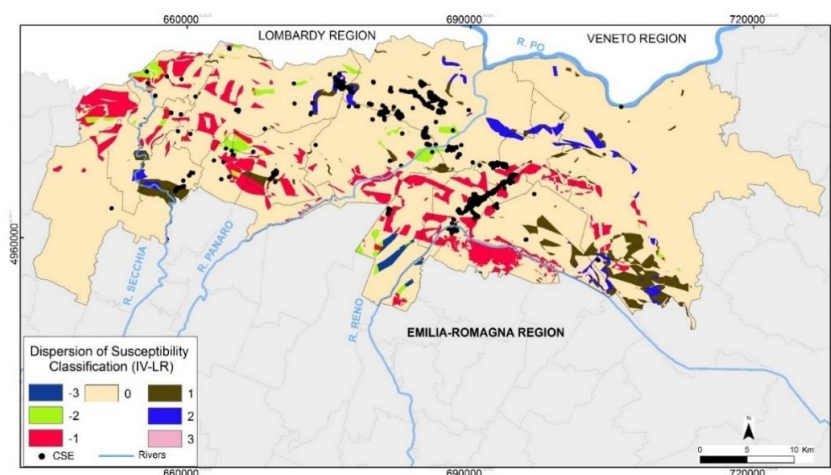 660000
690000
720000
LOMBARDY REGION
VENETO REGION
R. PO
4960000
4960000
R. SECCHIA
R. PANARO
R. RENO
EMILIA-ROMAGNA REGION
Dispersion of Susceptibility
Classification (IV-LR)
-3 0 1
-2 2
-1 3
CSE Rivers
N
0 5 10 Km
660000
690000
720000